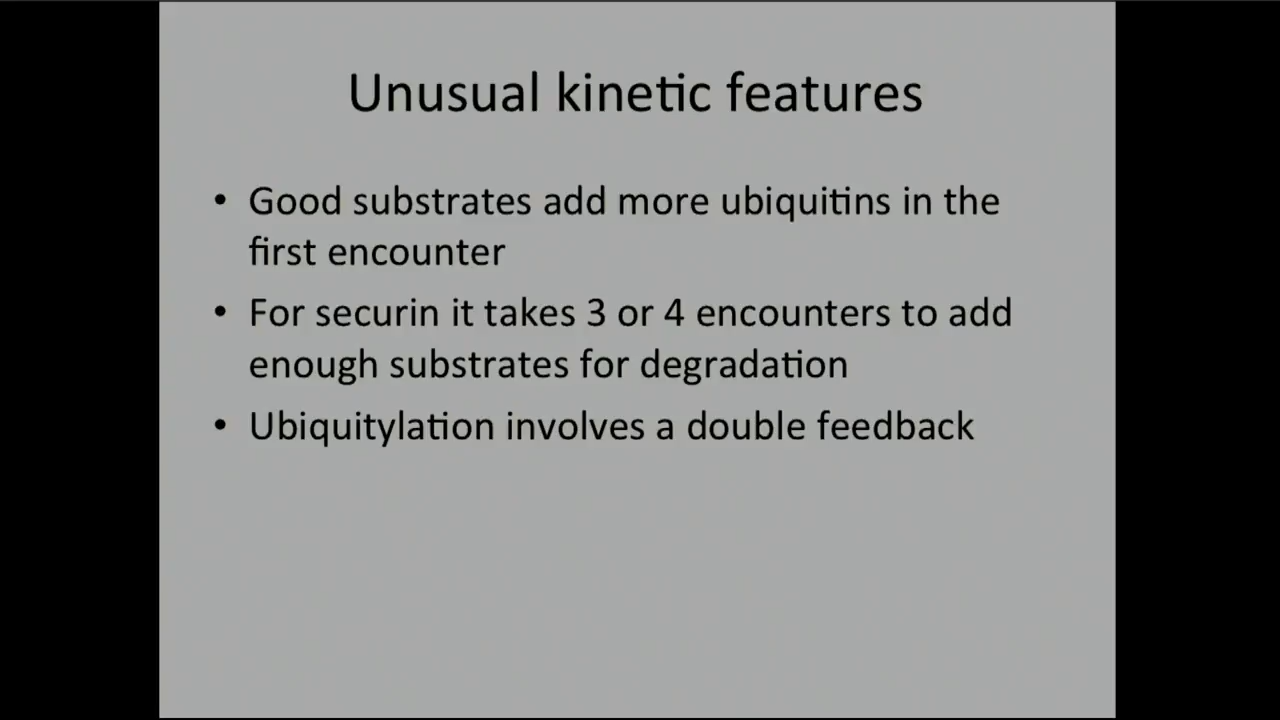 Unusual kinetic features
• Good substrates add more ubiquitins in the
first encounter
• For securin it takes 3 or 4 encounters to add
enough substrates for degradation
• Ubiquitylation involves a double feedback